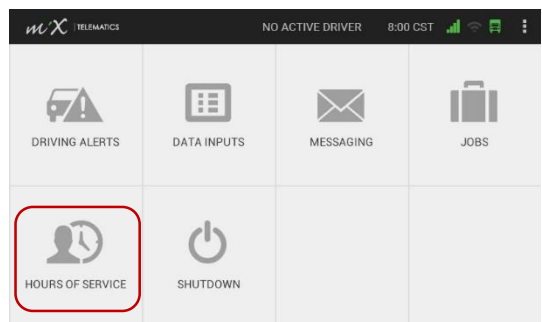 MiX TELEMATICS NO ACTIVE DRIVER 8:00 CST
DRIVING ALERTS DATA INPUTS MESSAGING JOBS
HOURS OF SERVICE SHUTDOWN